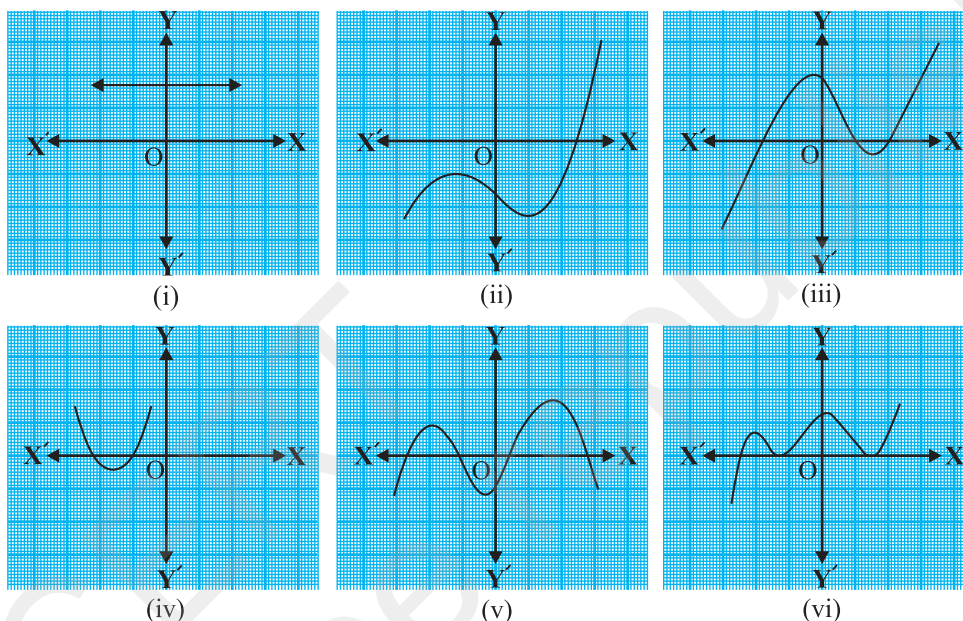 Y Y Y
X′ O X X′ O X X′ O X
Y′ Y′ Y′
(i) (ii) (iii)
Y Y Y
X′ O X X′ O X X′ O X
Y′ Y′ Y′
(iv) (v) (vi)